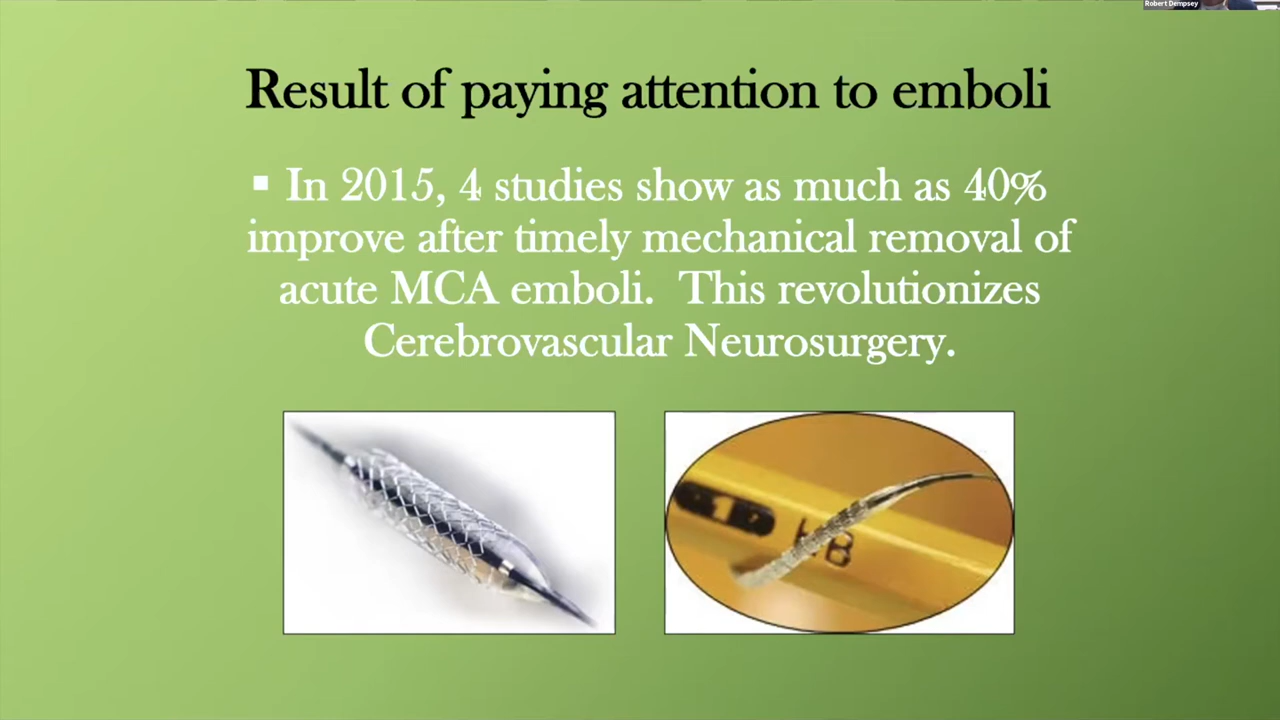 Robert Dempsey
Result of paying attention to emboli
▪ In 2015, 4 studies show as much as 40%
improve after timely mechanical removal of
acute MCA emboli. This revolutionizes
Cerebrovascular Neurosurgery.
HB